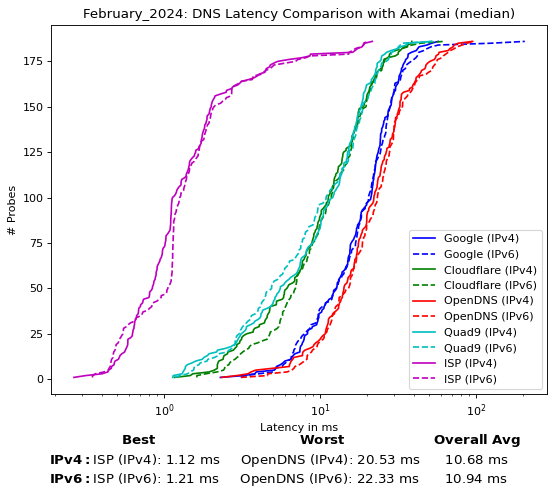 February_2024: DNS Latency Comparison with Akamai (median)
# Probes
175
150
125
100
75
50
25
0
Google (IPv4)
Google (IPv6)
Cloudflare (IPv4)
Cloudflare (IPv6)
OpenDNS (IPv4)
OpenDNS (IPv6)
Quad9 (IPv4)
Quad9 (IPv6)
ISP (IPv4)
ISP (IPv6)
10⁰ 10¹ 10²
Latency in ms
Best Worst Overall Avg
IPv4: ISP (IPv4): 1.12 ms OpenDNS (IPv4): 20.53 ms 10.68 ms
IPv6: ISP (IPv6): 1.21 ms OpenDNS (IPv6): 22.33 ms 10.94 ms